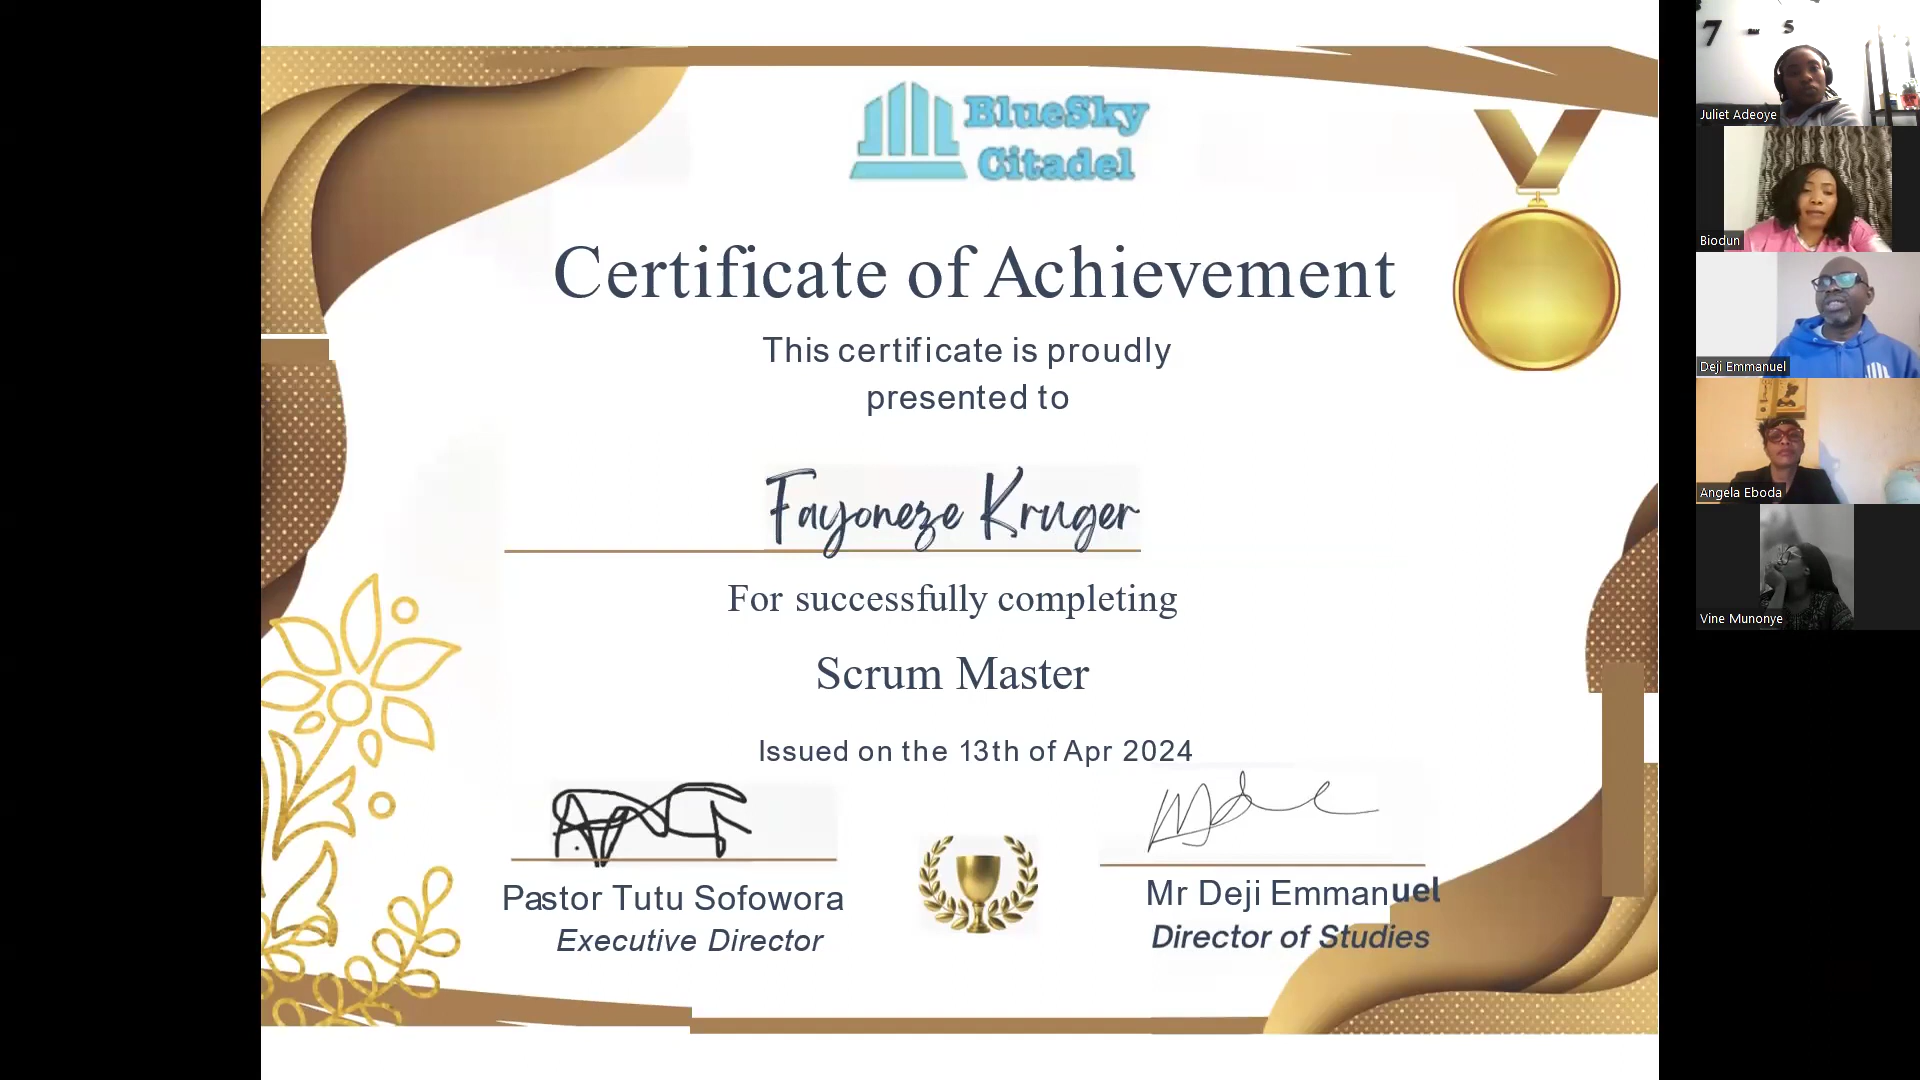 BlueSky
Citadel
Certificate of Achievement
This certificate is proudly
presented to
Fayoneze Kruger
For successfully completing
Scrum Master
Issued on the 13th of Apr 2024
Pastor Tutu Sofowora
Executive Director
Mr Deji Emmanuel
Director of Studies
7 5
Juliet Adeoye
Biodun
Deji Emmanuel
Angela Eboda
Vine Munonye